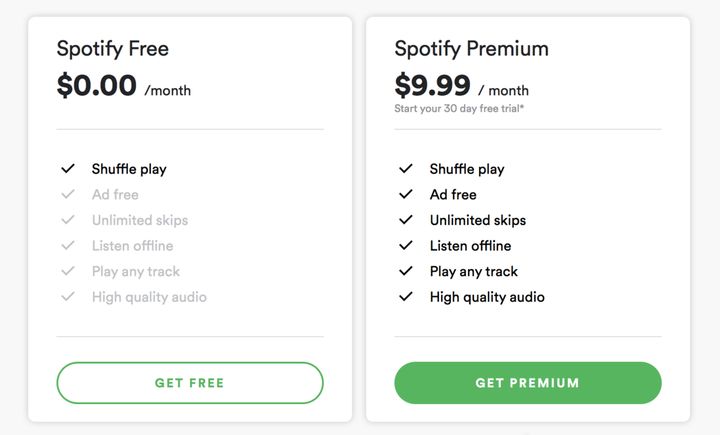 Spotify Free
$0.00 /month
Shuffle play
Ad free
Unlimited skips
Listen offline
Play any track
High quality audio
GET FREE
Spotify Premium
$9.99 / month
Start your 30 day free trial*
Shuffle play
Ad free
Unlimited skips
Listen offline
Play any track
High quality audio
GET PREMIUM